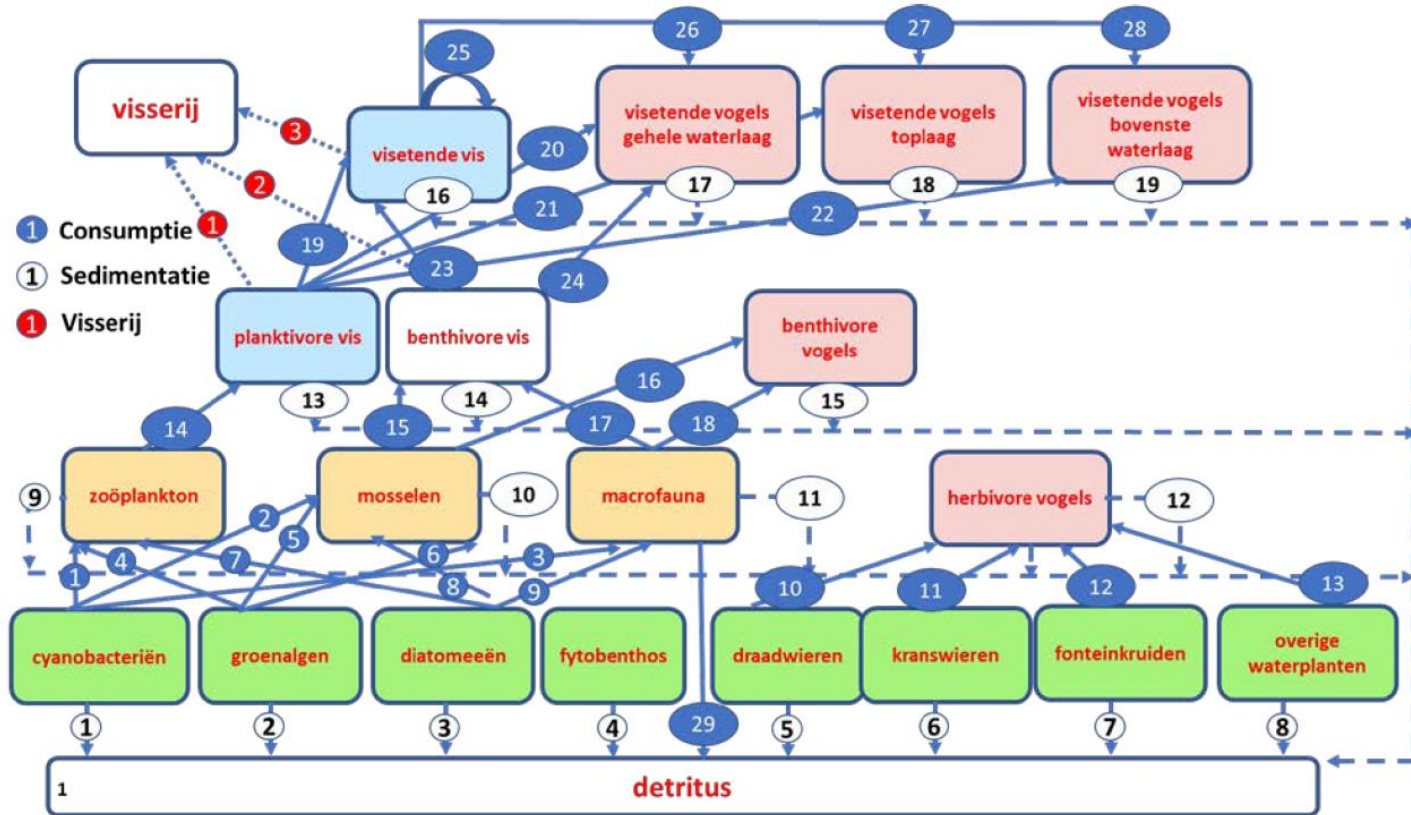 26
27
28
25
visserij
visetende vogels
gehele waterlaag
visetende vogels
toplaag
visetende vogels
bovenste
waterlaag
3
visetende vis
20
2
16
17
18
19
21
22
1 Consumptie
1
19
1 Sedimentatie
23
24
1 Visserij
planktivore vis
benthivore vis
benthivore
vogels
16
13
14
15
14
15
17
18
9
zoöplankton
mosselen
10
macrofauna
11
herbivore vogels
12
2
5
6
3
1
4
7
8
9
10
11
12
13
cyanobacteriën
groenalgen
diatomeeën
fytobenthos
draadwieren
kranswieren
fonteinkruiden
overige
waterplanten
1
2
3
4
29
5
6
7
8
1
detritus